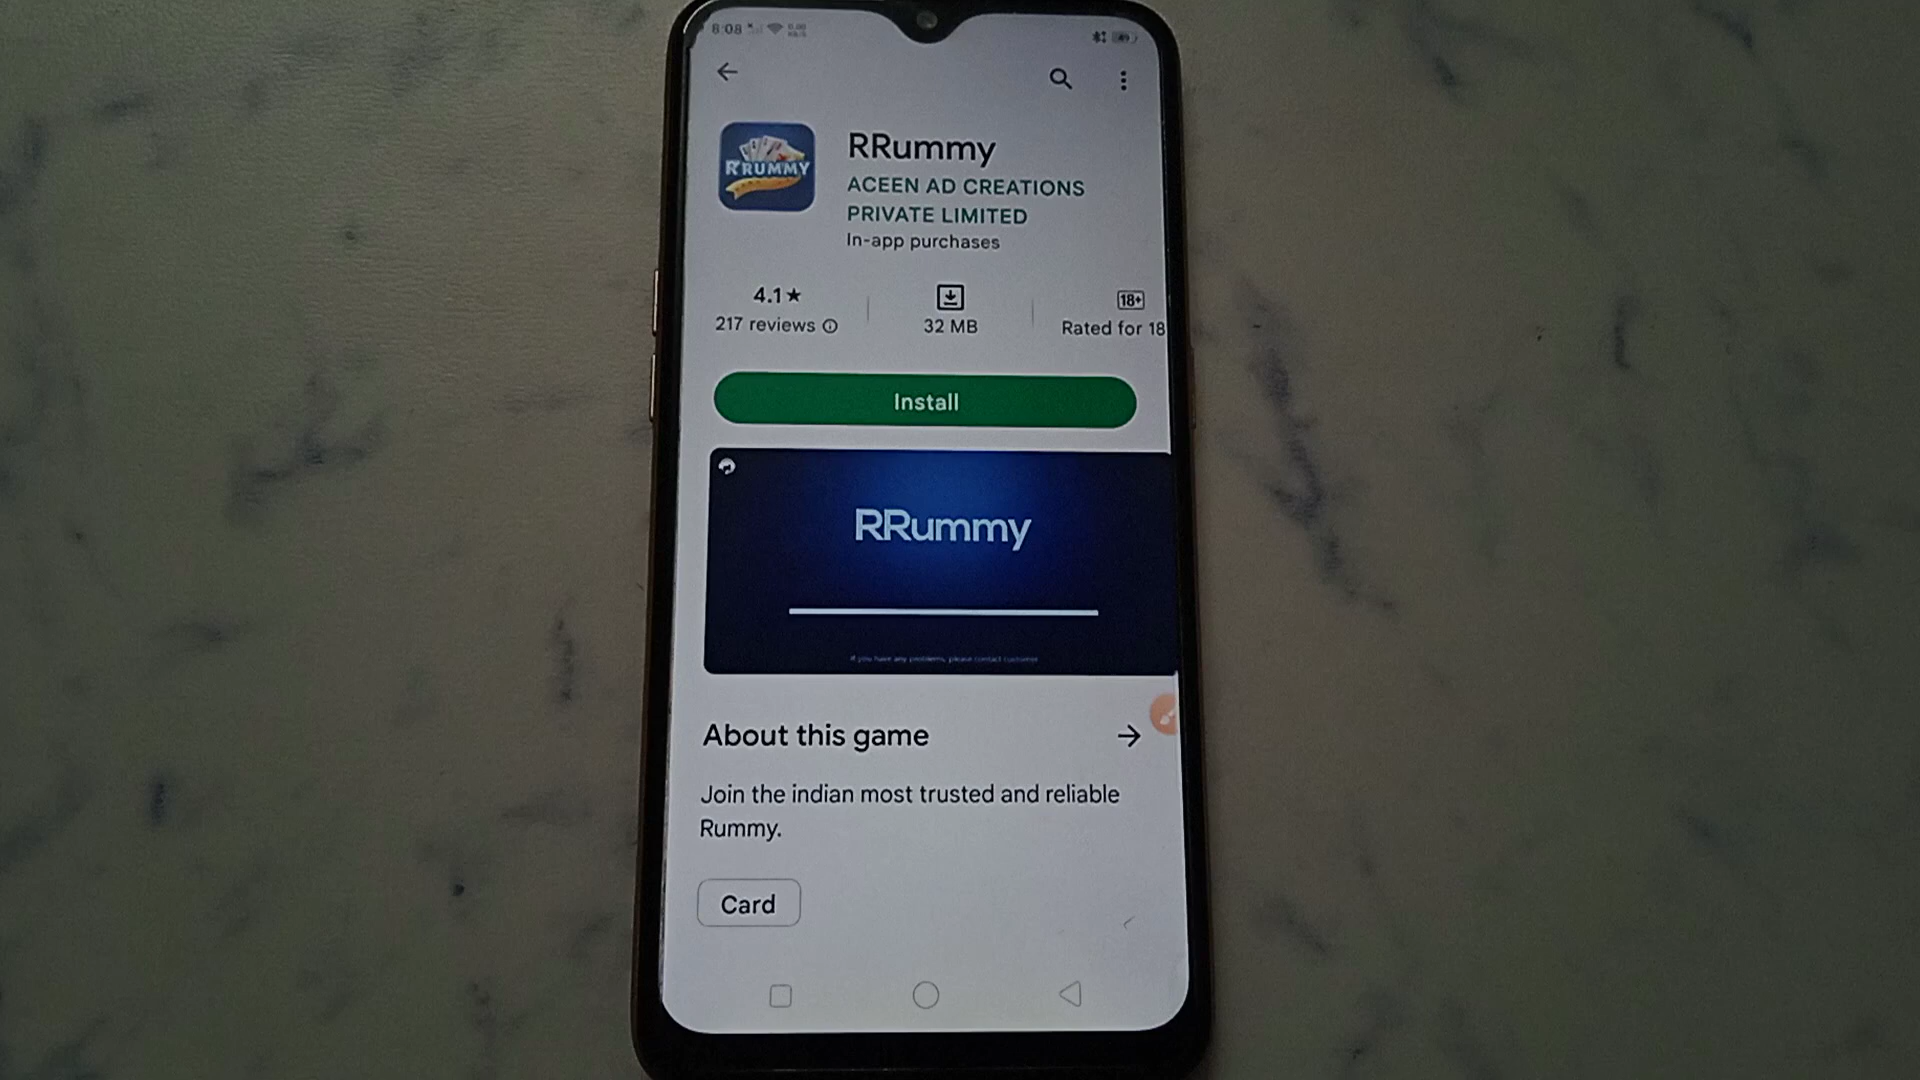 8:08
RRummy
RRUMMY
ACEEN AD CREATIONS
PRIVATE LIMITED
In-app purchases
4.1★
18+
217 reviews
32 MB
Rated for 18
Install
RRummy
If you have any problems, please contact customer
About this game
Join the indian most trusted and reliable
Rummy.
Card